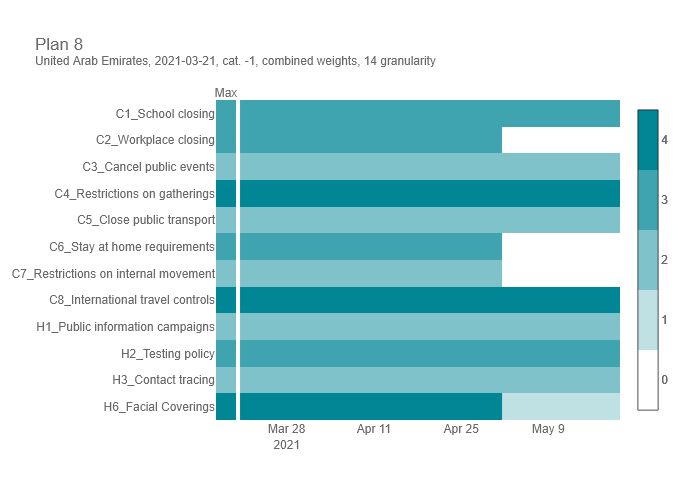 Plan 8
United Arab Emirates, 2021-03-21, cat. -1, combined weights, 14 granularity
Max
C1_School closing
C2_Workplace closing
C3_Cancel public events
C4_Restrictions on gatherings
C5_Close public transport
C6_Stay at home requirements
C7_Restrictions on internal movement
C8_International travel controls
H1_Public information campaigns
H2_Testing policy
H3_Contact tracing
H6_Facial Coverings
Mar 28 Apr 11 Apr 25 May 9
2021
4
3
2
1
0